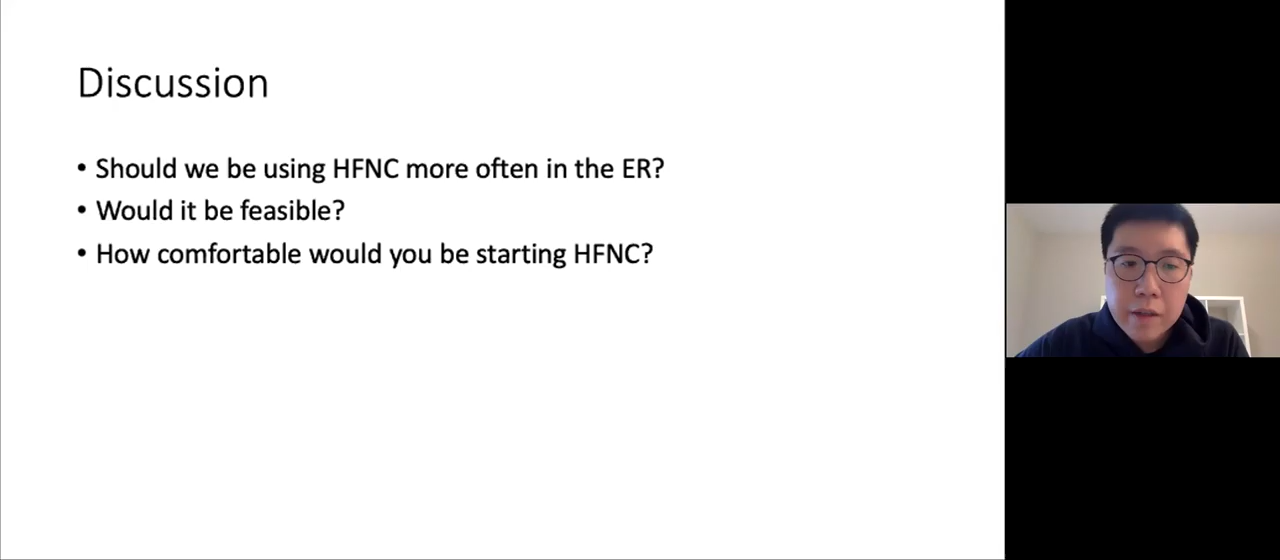 Discussion
• Should we be using HFNC more often in the ER?
• Would it be feasible?
• How comfortable would you be starting HFNC?